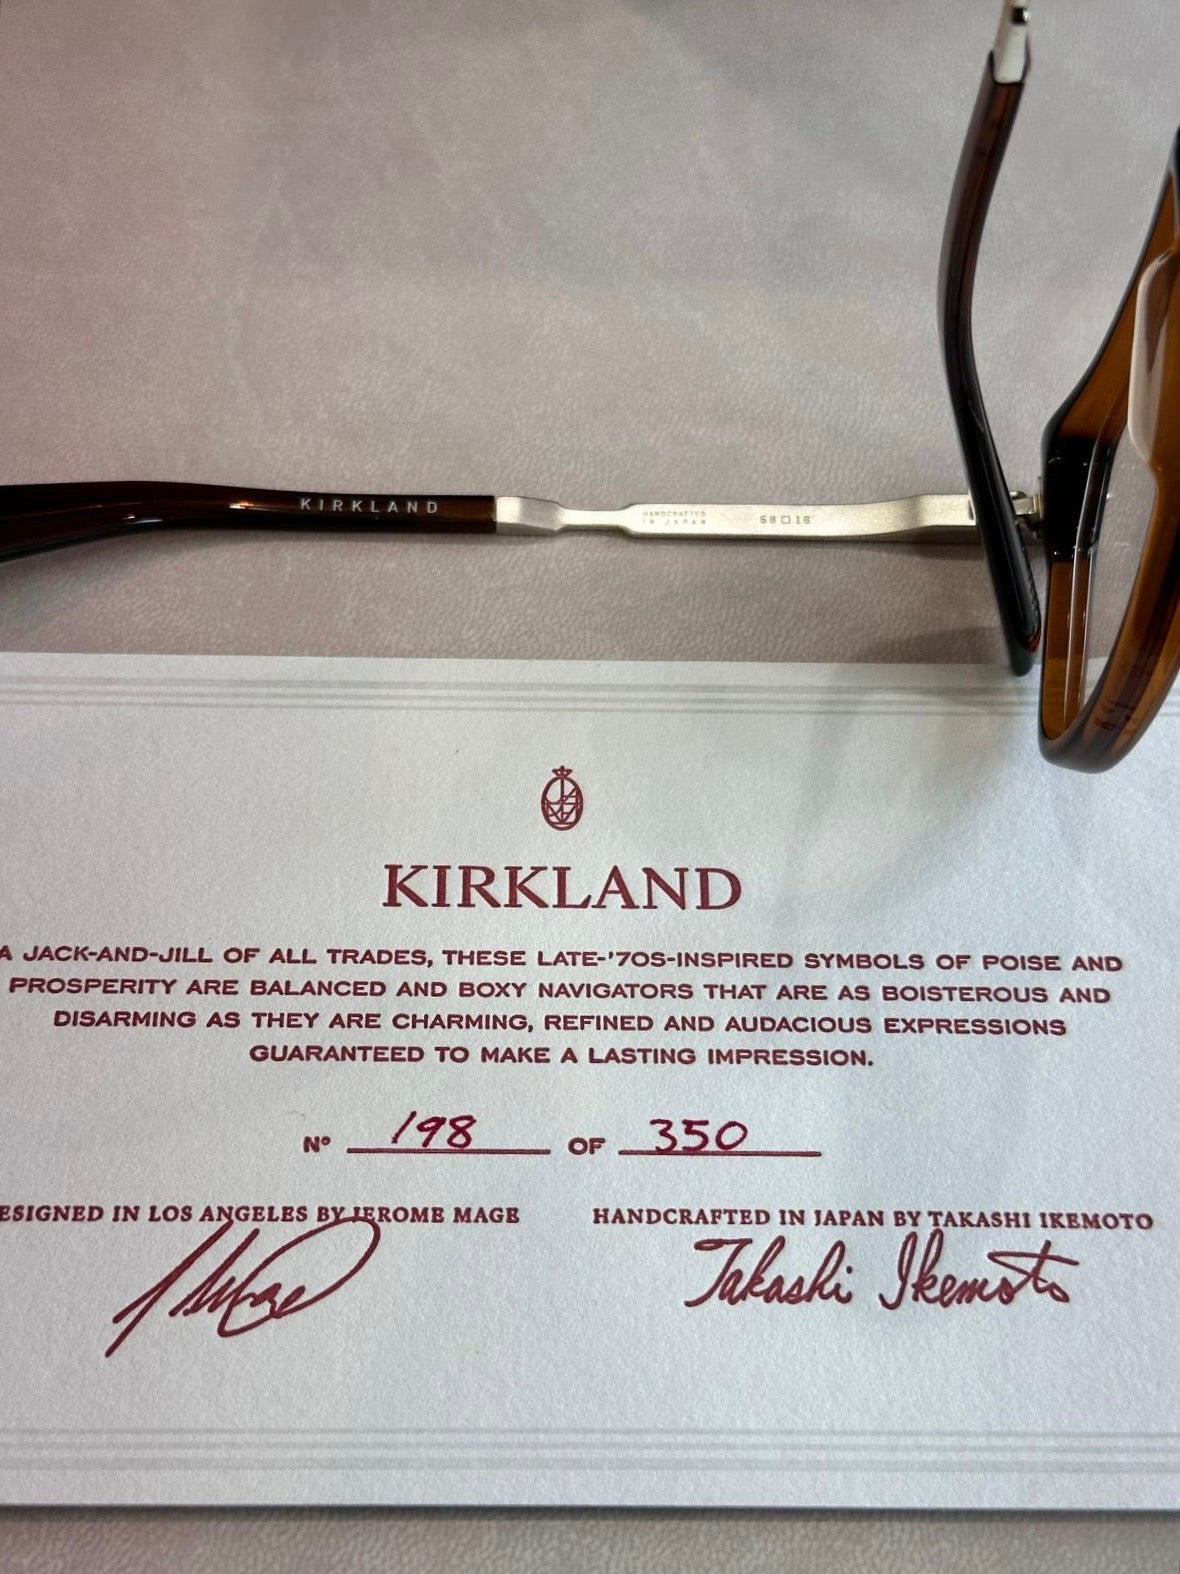 KIRKLAND
HANDCRAFTED
IN JAPAN
58□16
KIRKLAND
A JACK-AND-JILL OF ALL TRADES, THESE LATE-'70S-INSPIRED SYMBOLS OF POISE AND
PROSPERITY ARE BALANCED AND BOXY NAVIGATORS THAT ARE AS BOISTEROUS AND
DISARMING AS THEY ARE CHARMING, REFINED AND AUDACIOUS EXPRESSIONS
GUARANTEED TO MAKE A LASTING IMPRESSION.
Nº 198 OF 350
ESIGNED IN LOS ANGELES BY JEROME MAGE
HANDCRAFTED IN JAPAN BY TAKASHI IKEMOTO
Takashi Ikemoto